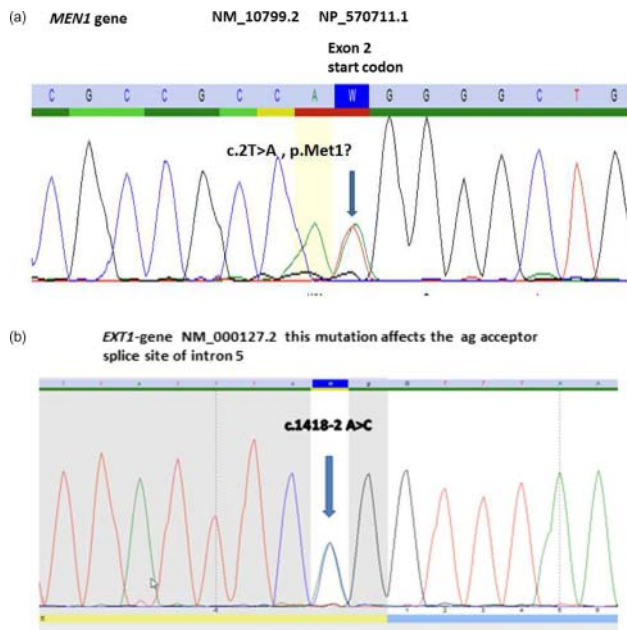 (a) MEN1 gene NM_10799.2 NP_570711.1
Exon 2
start codon
C G C C G C C A W G G G G C T G
c.2T>A , p.Met1?
(b) EXT1-gene NM_000127.2 this mutation affects the ag acceptor
splice site of intron 5
c.1418-2 A>C